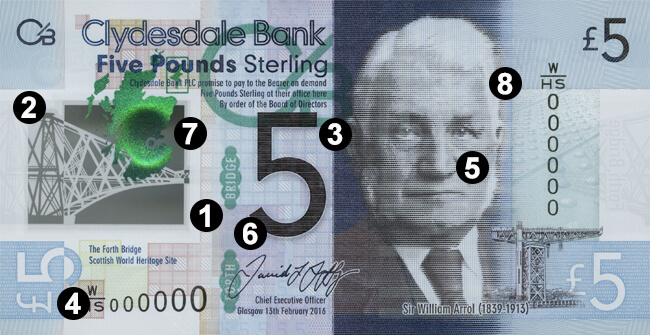 C/B
Clydesdale Bank
£5
Five Pounds Sterling
Clydesdale Bank PLC promise to pay to the Bearer on demand
Five Pounds Sterling at their office here
By order of the Board of Directors
8
W
HS
0000000
2
7
5
3
5
BRIDGE
1
6
The Forth Bridge
Scottish World Heritage Site
£5
4
W
HS 000000
FORTH
Chief Executive Officer
Glasgow 13th February 2016
Sir William Arrol (1839-1913)
£5